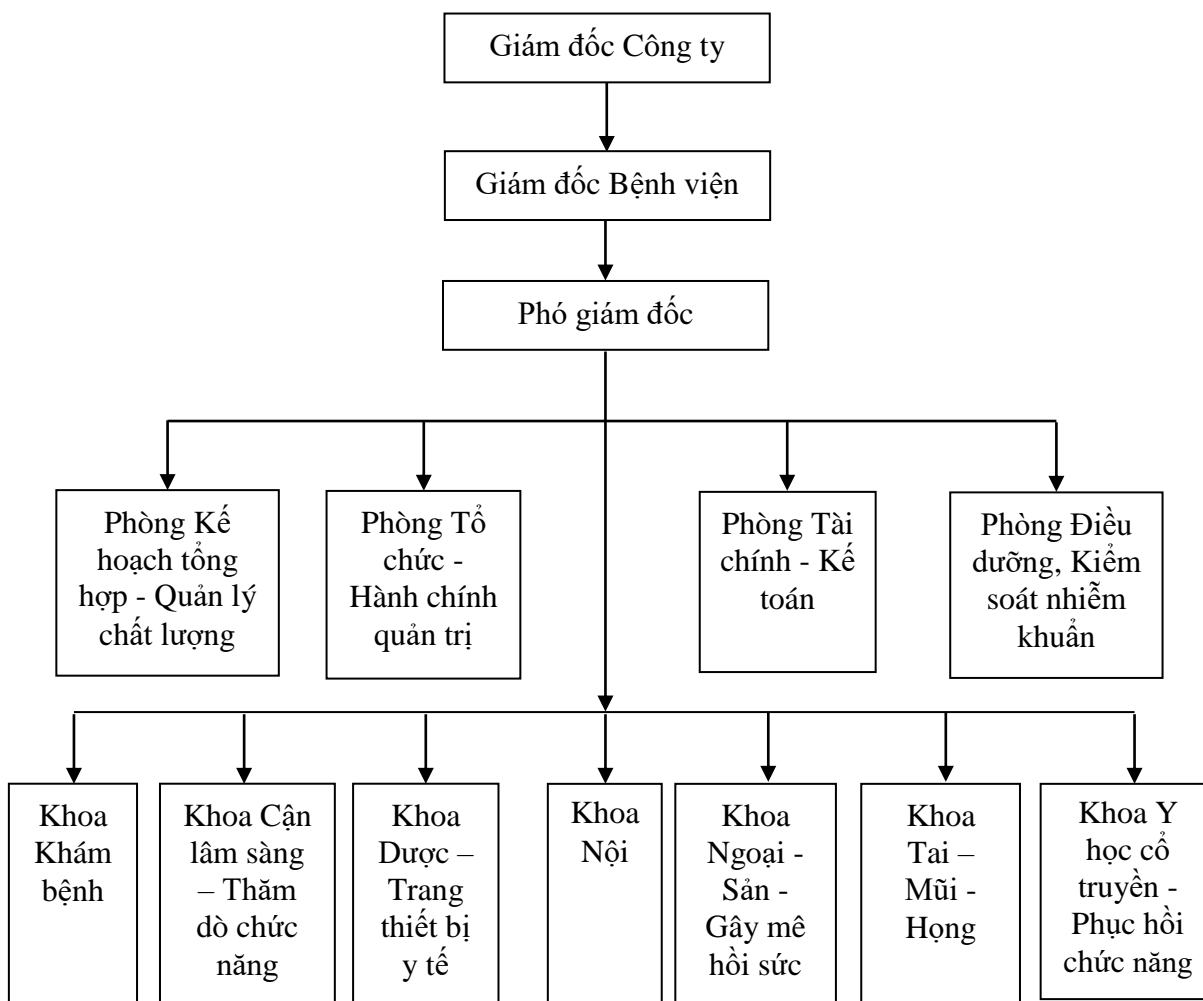 Giám đốc Công ty
Giám đốc Bệnh viện
Phó giám đốc
Phòng Kế
hoạch tổng
hợp - Quản lý
chất lượng
Phòng Tổ
chức -
Hành chính
quản trị
Phòng Tài
chính - Kế
toán
Phòng Điều
dưỡng, Kiểm
soát nhiễm
khuẩn
Khoa
Khám
bệnh
Khoa Cận
lâm sàng
– Thăm
dò chức
năng
Khoa
Dược –
Trang
thiết bị
y tế
Khoa
Nội
Khoa
Ngoại -
Sản -
Gây mê
hồi sức
Khoa
Tai –
Mũi -
Họng
Khoa Y
học cổ
truyền -
Phục hồi
chức năng